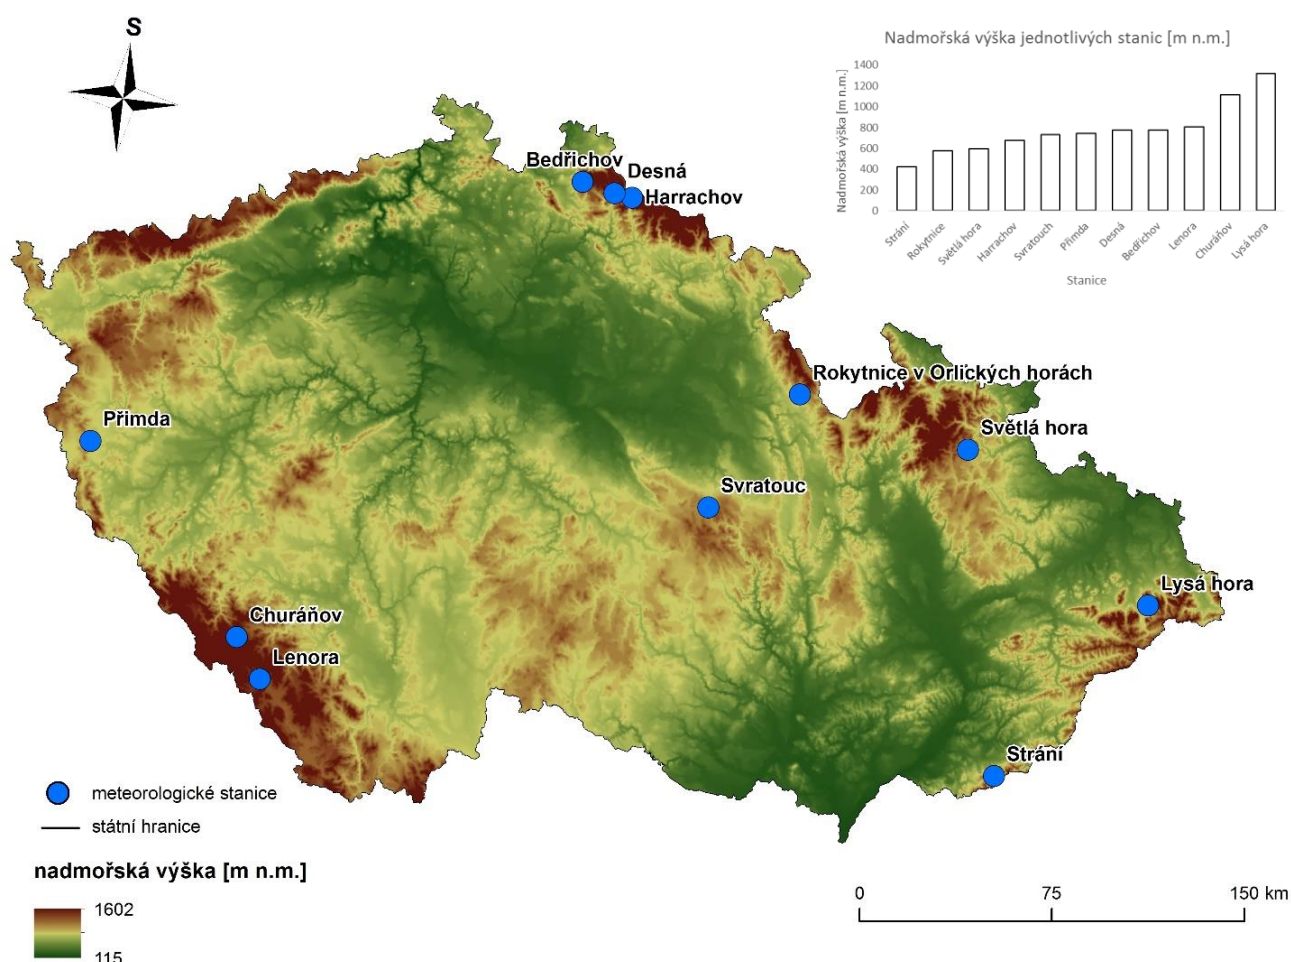 S
Nadmořská výška jednotlivých stanic [m n.m.]
Nadmořská výška [m n.m.]
1400
1200
1000
800
600
400
200
0
Strání
Rokytnice
Světlá hora
Harrachov
Svratouch
Přimda
Desná
Bedřichov
Lenora
Churáňov
Lysá hora
Stanice
Bedřichov
Desná
Harrachov
Rokytnice v Orlických horách
Přimda
Světlá hora
Svratouc
Lysá hora
Churáňov
Lenora
Strání
meteorologické stanice
státní hranice
nadmořská výška [m n.m.]
1602
115
0 75 150 km